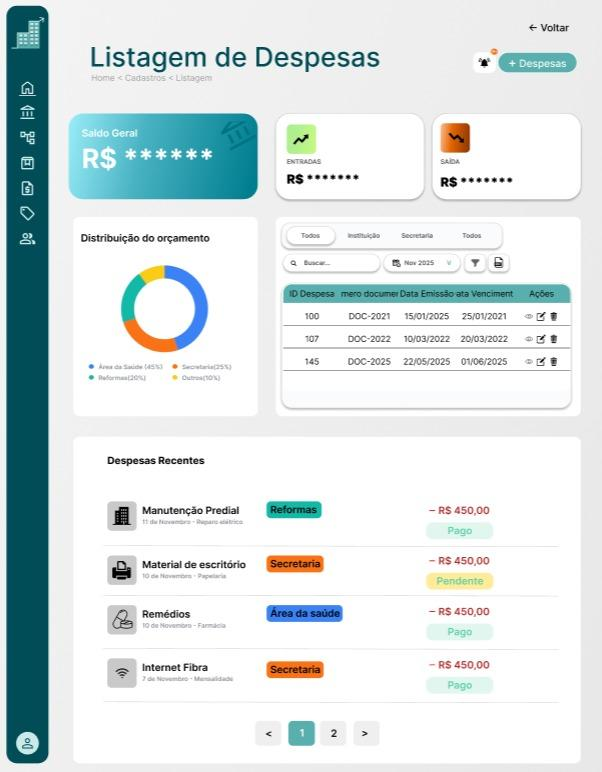 ← Voltar
Listagem de Despesas
Home < Cadastros < Listagem
+ Despesas
Saldo Geral
R$ ******
ENTRADAS
R$ *******
SAÍDA
R$ *******
Distribuição do orçamento
Área da Saúde (45%)
Secretaria(25%)
Reformas(20%)
Outros(10%)
Todos Instituição Secretaria Todos
Buscar...
Nov 2025
ID Despesa mero documen Data Emissão ata Venciment Ações
100 DOC-2021 15/01/2025 25/01/2021
107 DOC-2022 10/03/2022 20/03/2022
145 DOC-2025 22/05/2025 01/06/2025
Despesas Recentes
Manutenção Predial
11 de Novembro - Reparo elétrico
Reformas
– R$ 450,00
Pago
Material de escritório
10 de Novembro - Papelaria
Secretaria
– R$ 450,00
Pendente
Remédios
10 de Novembro - Farmácia
Área da saúde
– R$ 450,00
Pago
Internet Fibra
7 de Novembro - Mensalidade
Secretaria
– R$ 450,00
Pago
< 1 2 >